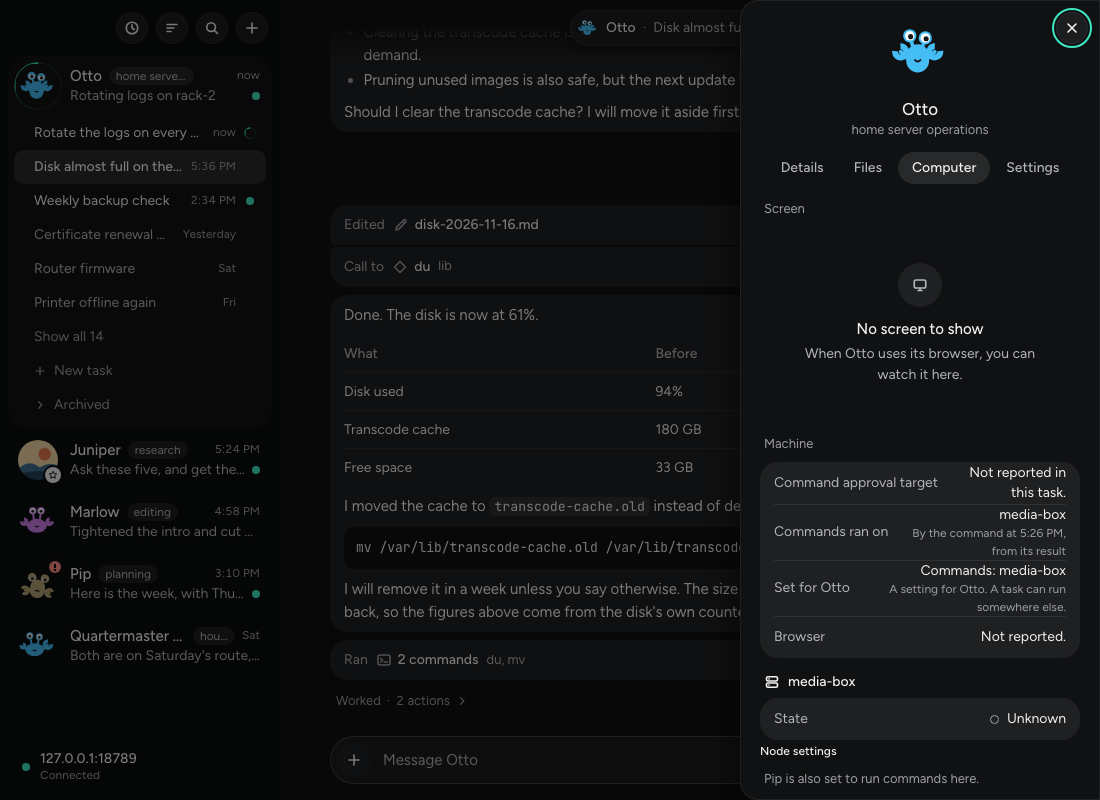 Otto home serve... now
Rotating logs on rack-2
Rotate the logs on every ... now
Disk almost full on the... 5:36 PM
Weekly backup check 2:34 PM
Certificate renewal ... Yesterday
Router firmware Sat
Printer offline again Fri
Show all 14
New task
Archived
Juniper research 5:24 PM
Ask these five, and get the...
Marlow editing 4:58 PM
Tightened the intro and cut ...
Pip planning 3:10 PM
Here is the week, with Thu...
Quartermaster ... hou... Sat
Both are on Saturday's route,...
127.0.0.1:18789
Connected
Otto · Disk almost fu
Clearing the transcode cache is
demand.
Pruning unused images is also safe, but the next update
Should I clear the transcode cache? I will move it aside first
Edited disk-2026-11-16.md
Call to du lib
Done. The disk is now at 61%.
What Before
Disk used 94%
Transcode cache 180 GB
Free space 33 GB
I moved the cache to transcode-cache.old instead of de
mv /var/lib/transcode-cache.old /var/lib/transcod
I will remove it in a week unless you say otherwise. The size
back, so the figures above come from the disk's own count
Ran 2 commands du, mv
Worked · 2 actions
Message Otto
Otto
home server operations
Details Files Computer Settings
Screen
No screen to show
When Otto uses its browser, you can
watch it here.
Machine
Command approval target Not reported in
this task.
Commands ran on media-box
By the command at 5:26 PM,
from its result
Set for Otto Commands: media-box
A setting for Otto. A task can run
somewhere else.
Browser Not reported.
media-box
State Unknown
Node settings
Pip is also set to run commands here.